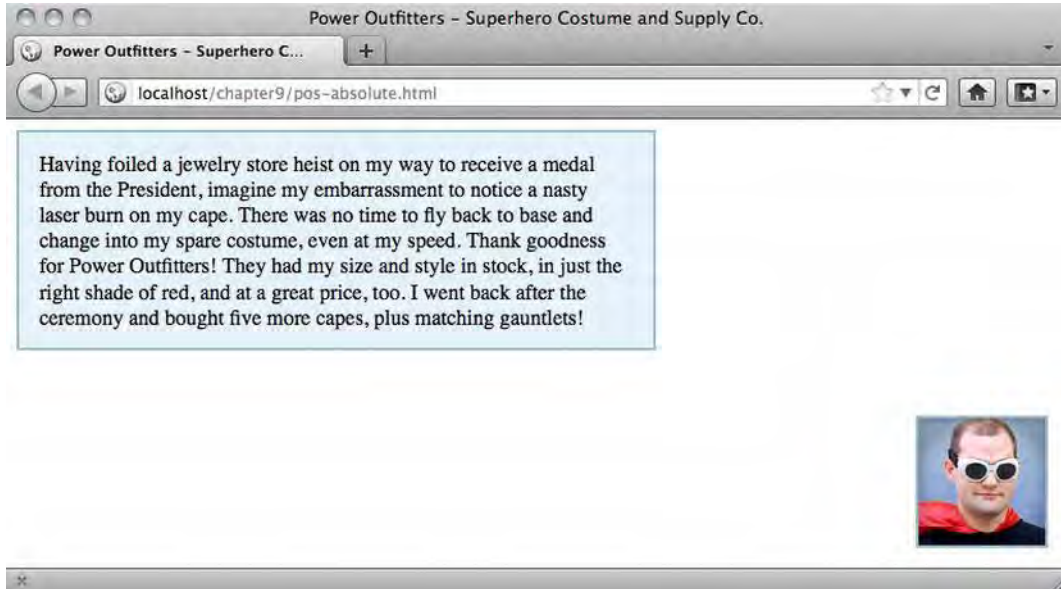 Power Outfitters – Superhero Costume and Supply Co.
Power Outfitters – Superhero C...
localhost/chapter9/pos-absolute.html
Having foiled a jewelry store heist on my way to receive a medal
from the President, imagine my embarrassment to notice a nasty
laser burn on my cape. There was no time to fly back to base and
change into my spare costume, even at my speed. Thank goodness
for Power Outfitters! They had my size and style in stock, in just the
right shade of red, and at a great price, too. I went back after the
ceremony and bought five more capes, plus matching gauntlets!